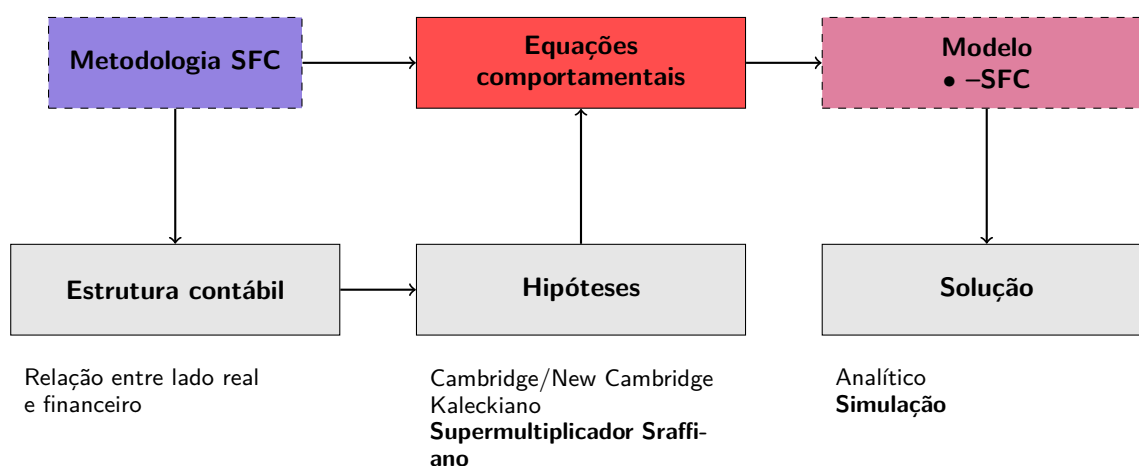 Metodologia SFC
Equações
comportamentais
Modelo
• –SFC
Estrutura contábil
Hipóteses
Solução
Relação entre lado real
e financeiro
Cambridge/New Cambridge
Kaleckiano
Supermultiplicador Sraffi-
ano
Analítico
Simulação